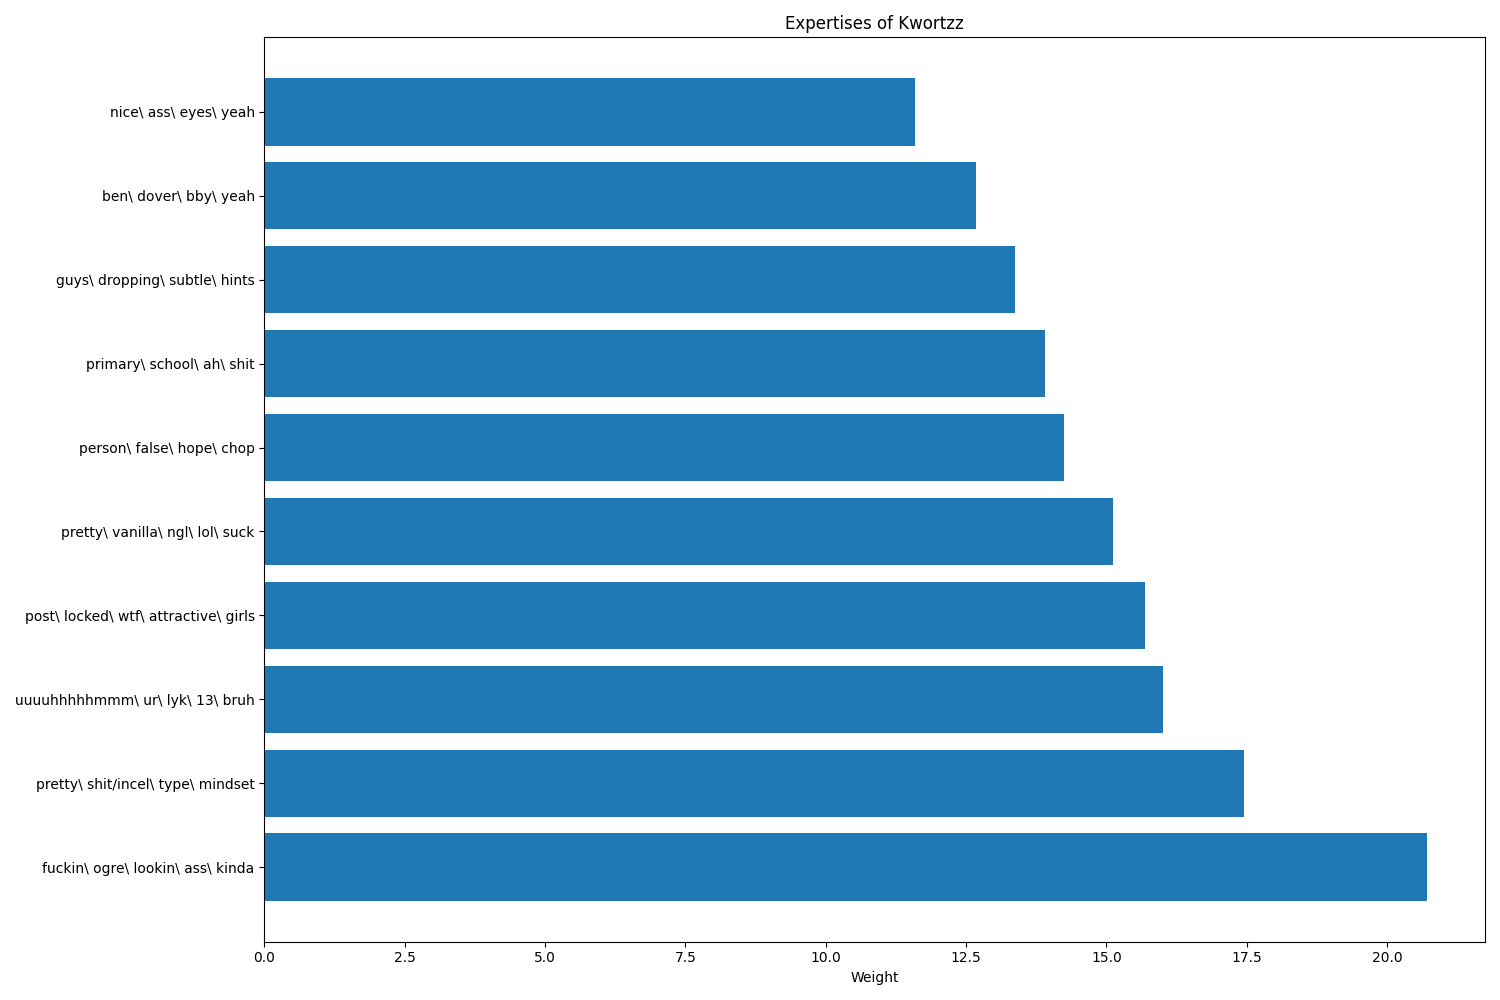 Expertises of Kwortzz
nice\ ass\ eyes\ yeah
ben\ dover\ bby\ yeah
guys\ dropping\ subtle\ hints
primary\ school\ ah\ shit
person\ false\ hope\ chop
pretty\ vanilla\ ngl\ lol\ suck
post\ locked\ wtf\ attractive\ girls
uuuuhhhhhmmm\ ur\ lyk\ 13\ bruh
pretty\ shit/incel\ type\ mindset
fuckin\ ogre\ lookin\ ass\ kinda
0.0 2.5 5.0 7.5 10.0 12.5 15.0 17.5 20.0
Weight